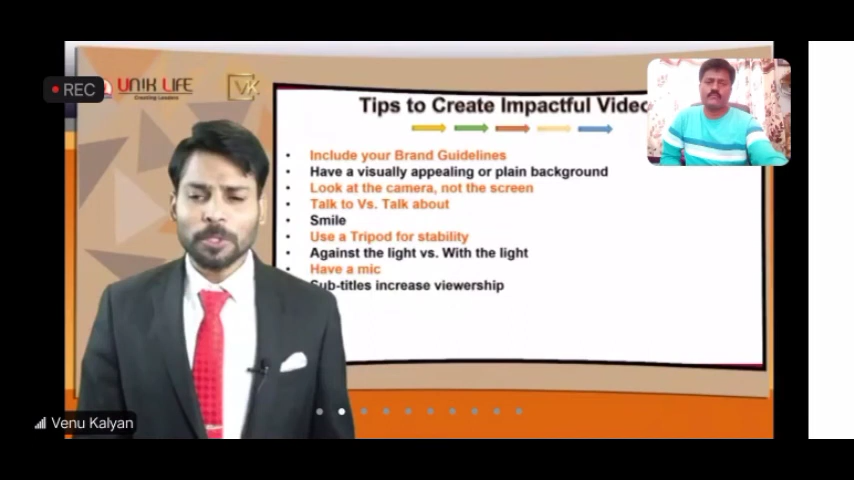 REC
UNIK LIFE
Creating Leaders
VK
Tips to Create Impactful Video
• Include your Brand Guidelines
• Have a visually appealing or plain background
• Look at the camera, not the screen
• Talk to Vs. Talk about
• Smile
• Use a Tripod for stability
• Against the light vs. With the light
• Have a mic
Sub-titles increase viewership
Venu Kalyan